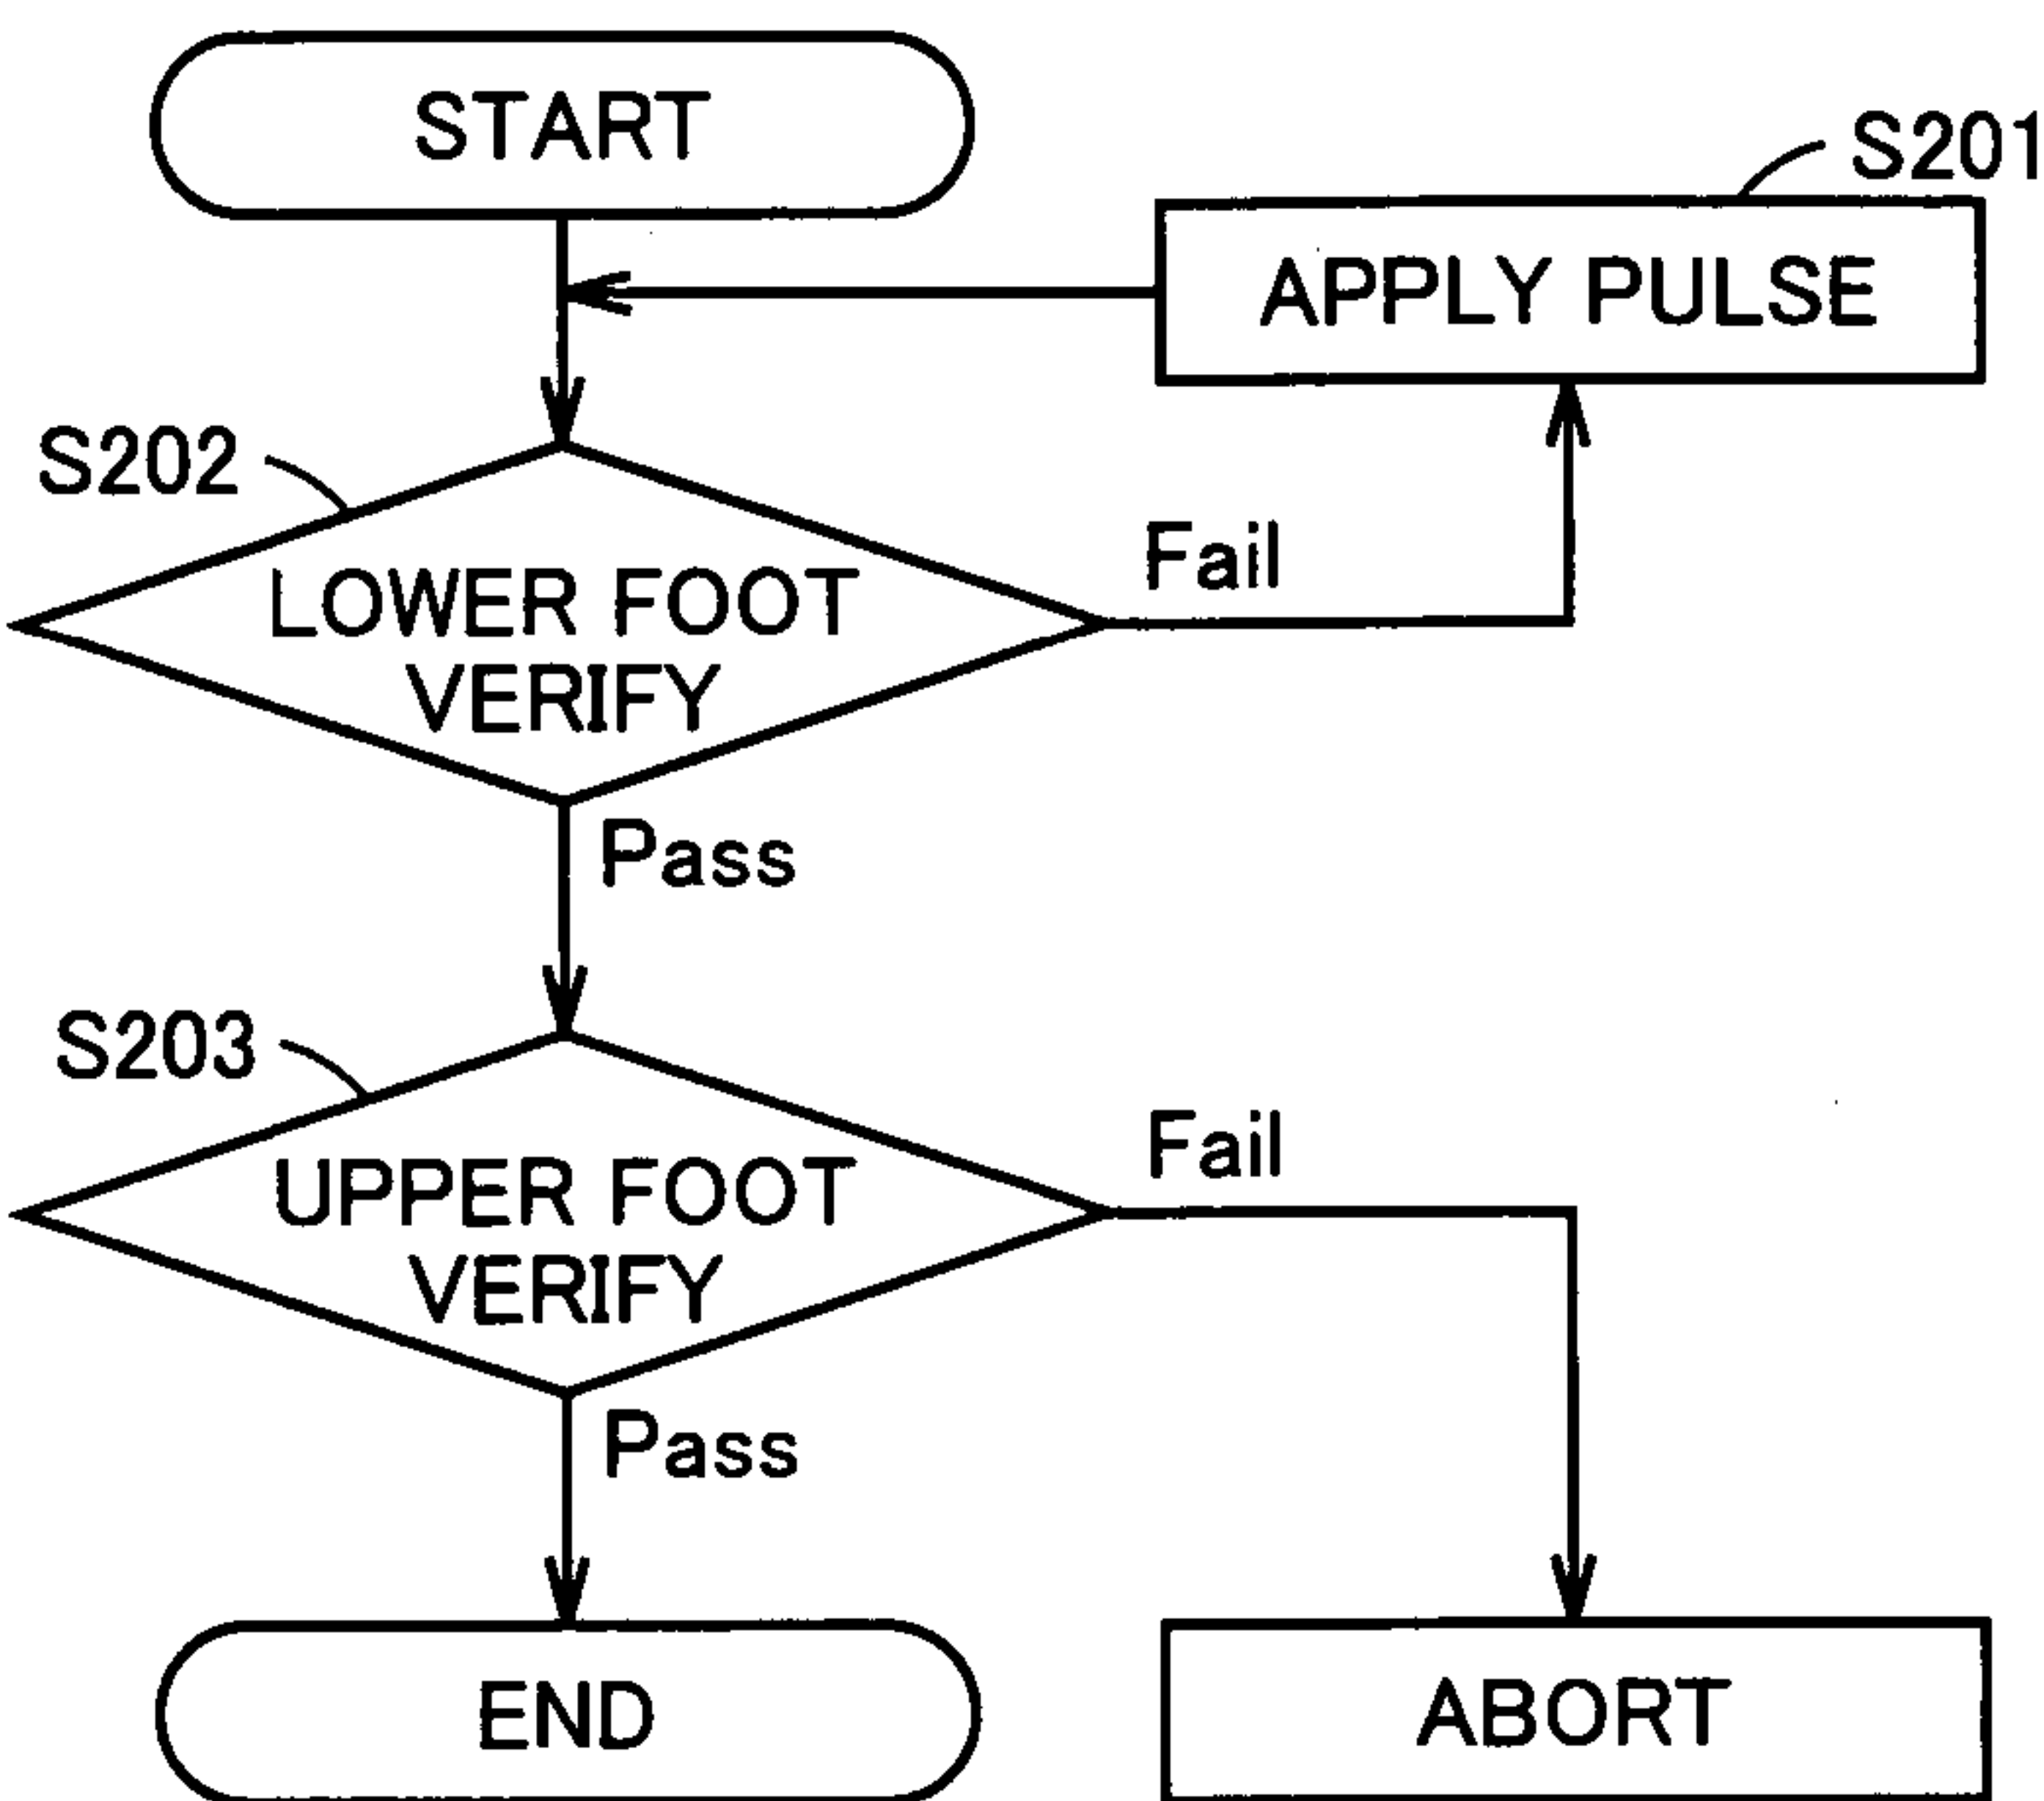 START
S201
APPLY PULSE
S202
LOWER FOOT
VERIFY
Fail
Pass
S203
UPPER FOOT
VERIFY
Fail
Pass
END
ABORT